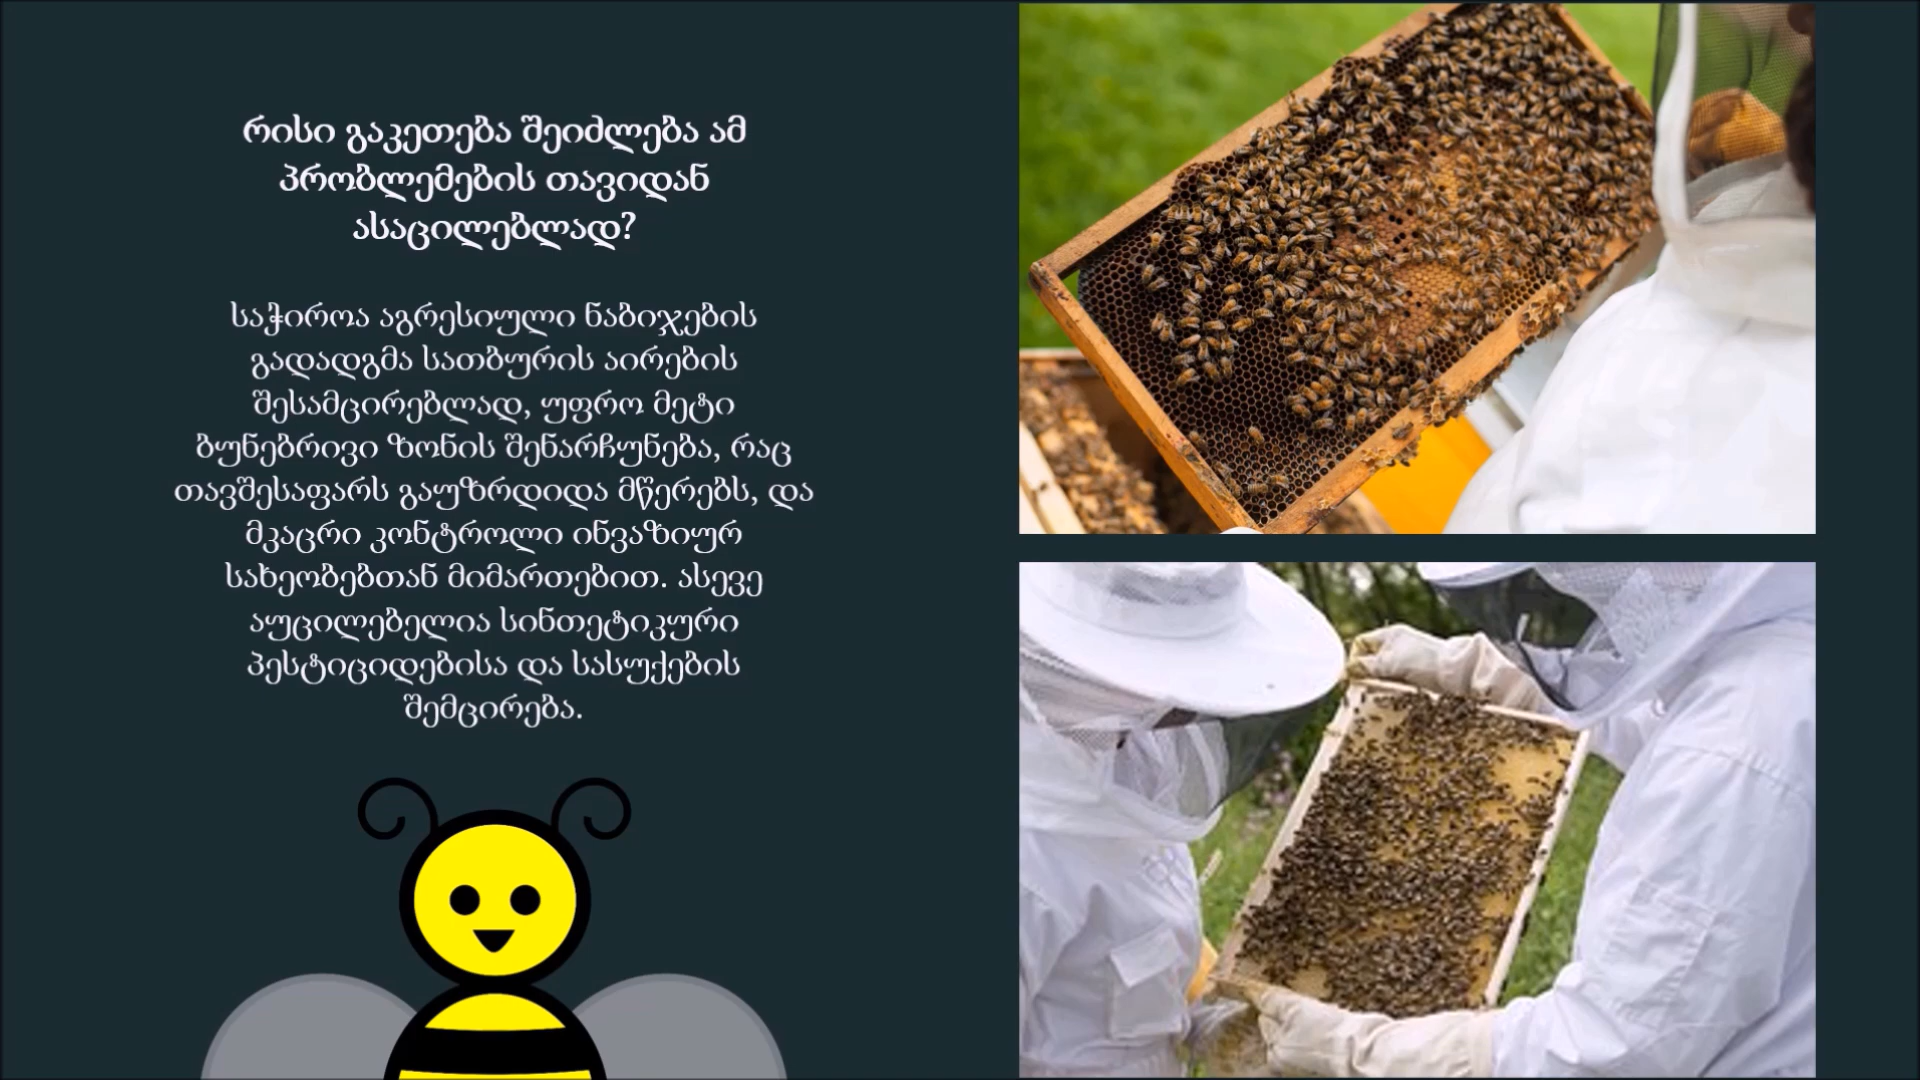 რისი გაკეთება შეიძლება ამ
პრობლემების თავიდან
ასაცილებლად?
საჭიროა აგრესიული ნაბიჯების
გადადგმა სათბურის აირების
შესამცირებლად, უფრო მეტი
ბუნებრივი ზონის შენარჩუნება, რაც
თავშესაფარს გაუზრდიდა მწერებს, და
მკაცრი კონტროლი ინვაზიურ
სახეობებთან მიმართებით. ასევე
აუცილებელია სინთეტიკური
პესტიციდებისა და სასუქების
შემცირება.